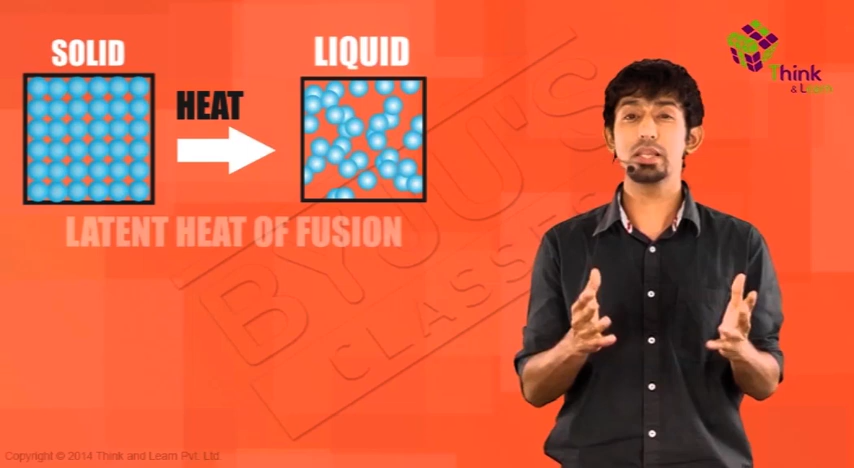 SOLID
LIQUID
HEAT
LATENT HEAT OF FUSION
BYJU'S
CLASSES
Think
& Learn
Copyright © 2014 Think and Learn Pvt. Ltd.